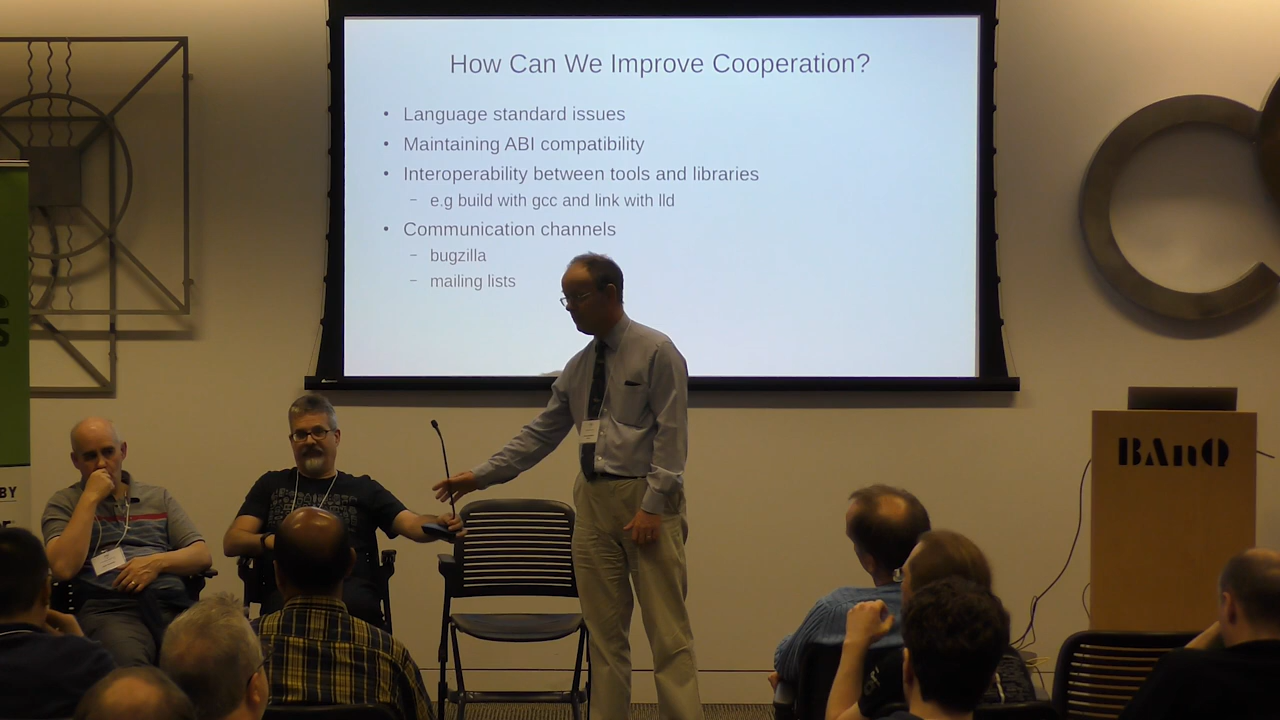 How Can We Improve Cooperation?
• Language standard issues
• Maintaining ABI compatibility
• Interoperability between tools and libraries
– e.g build with gcc and link with lld
• Communication channels
– bugzilla
– mailing lists
BAnQ
BY